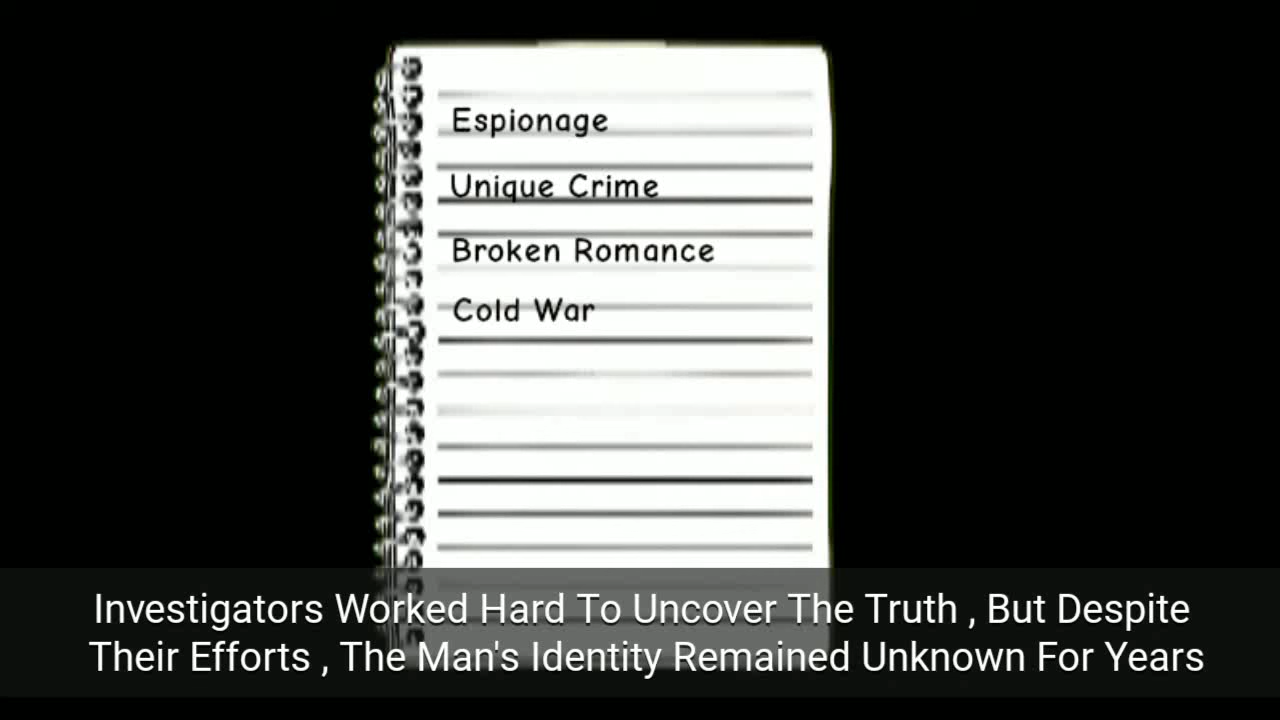 Espionage
Unique Crime
Broken Romance
Cold War
Investigators Worked Hard To Uncover The Truth , But Despite
Their Efforts , The Man's Identity Remained Unknown For Years